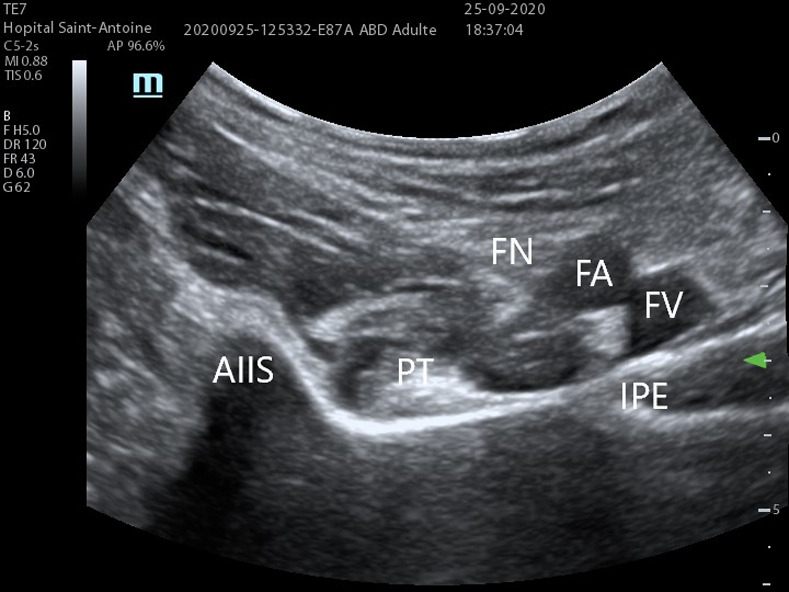 TE7
Hopital Saint-Antoine
20200925-125332-E87A ABD Adulte
25-09-2020
18:37:04
C5-2s
AP 96.6%
MI 0.88
TIS 0.6
m
B
F H5.0
DR 120
FR 43
D 6.0
G 62
0
FN
FA
FV
AIIS
PT
IPE
5